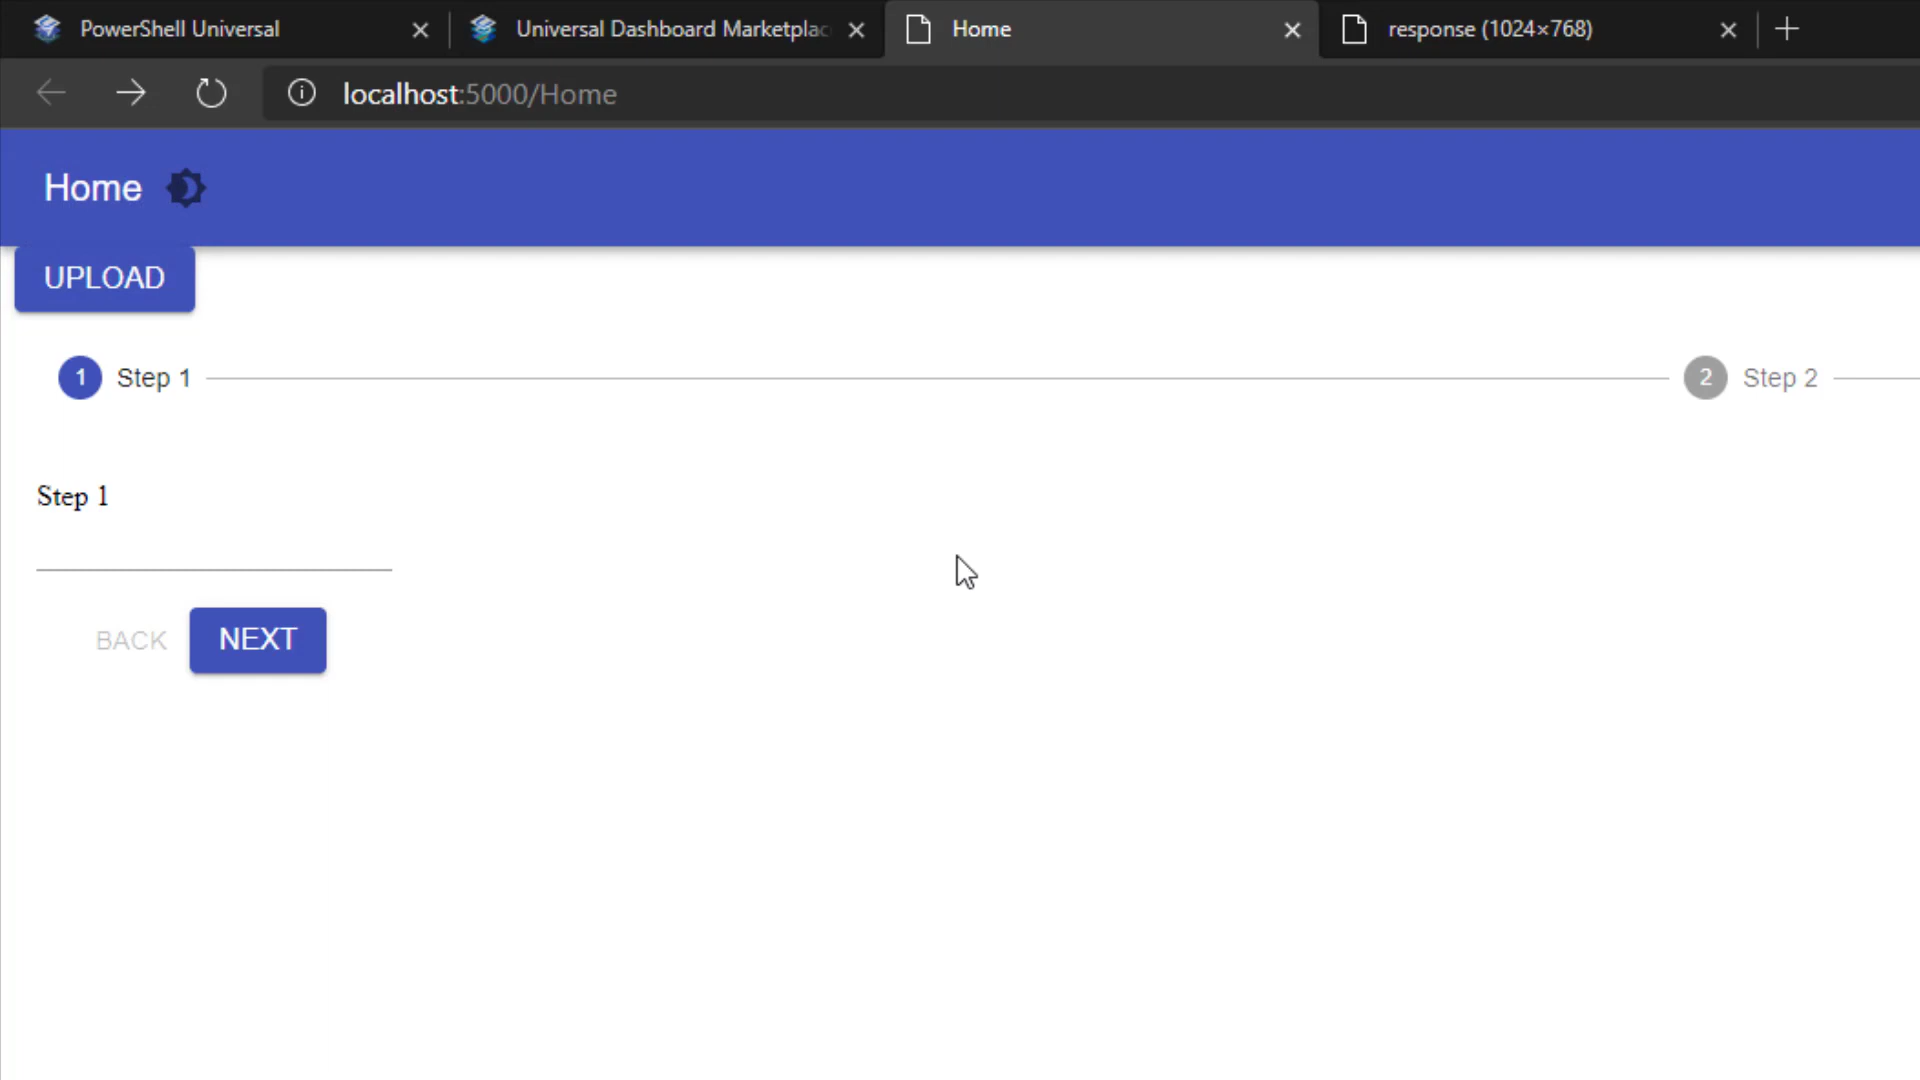 PowerShell Universal
Universal Dashboard Marketplac
Home
response (1024×768)
localhost:5000/Home
Home
UPLOAD
1 Step 1
2 Step 2
Step 1
BACK NEXT